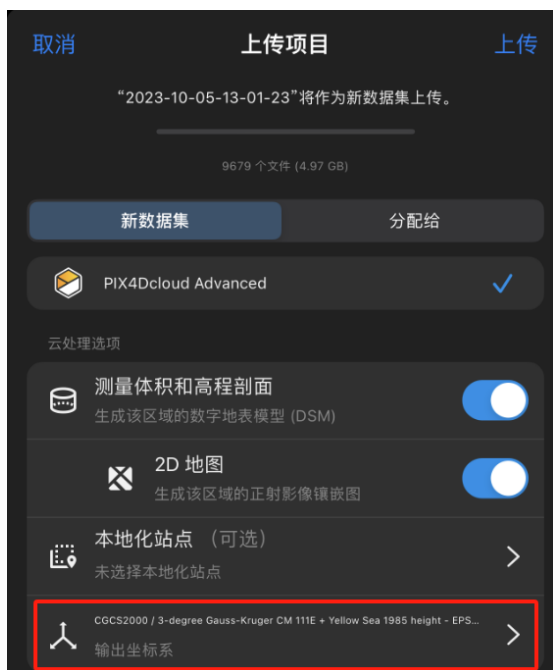 取消 上传项目 上传
“2023-10-05-13-01-23”将作为新数据集上传。
9679 个文件 (4.97 GB)
新数据集 分配给
PIX4Dcloud Advanced
云处理选项
测量体积和高程剖面
生成该区域的数字地表模型 (DSM)
2D 地图
生成该区域的正射影像镶嵌图
本地化站点 （可选）
未选择本地化站点
CGCS2000 / 3-degree Gauss-Kruger CM 111E + Yellow Sea 1985 height - EPS...
输出坐标系